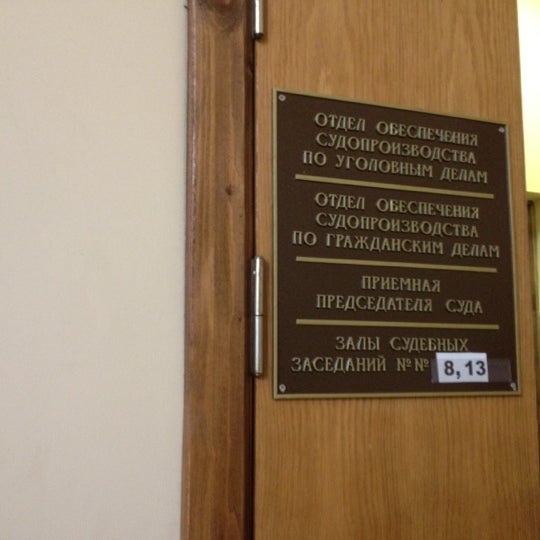 ОТДЕЛ ОБЕСПЕЧЕНИЯ
СУДОПРОИЗВОДСТВА
ПО УГОЛОВНЫМ ДЕЛАМ
ОТДЕЛ ОБЕСПЕЧЕНИЯ
СУДОПРОИЗВОДСТВА
ПО ГРАЖДАНСКИМ ДЕЛАМ
ПРИЕМНАЯ
ПРЕДСЕДАТЕЛЯ СУДА
ЗАЛЫ СУДЕБНЫХ
ЗАСЕДАНИЙ №№ 8, 13